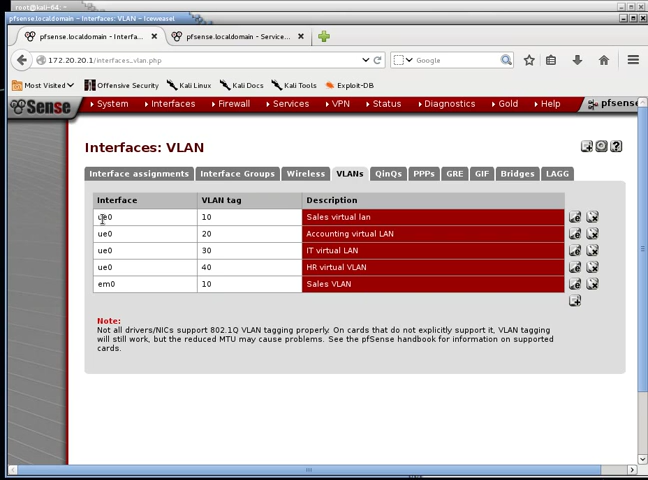 root@kali-64: ~
pfsense.localdomain - Interfaces: VLAN - Iceweasel
pfsense.localdomain - Interfa...
pfsense.localdomain - Service...
172.20.20.1/interfaces_vlan.php
Google
Most Visited
Offensive Security
Kali Linux
Kali Docs
Kali Tools
Exploit-DB
Sense
System
Interfaces
Firewall
Services
VPN
Status
Diagnostics
Gold
Help
pfsens
Interfaces: VLAN
Interface assignments
Interface Groups
Wireless
VLANs
QinQs
PPPs
GRE
GIF
Bridges
LAGG
Interface VLAN tag Description
ue0 10 Sales virtual lan
ue0 20 Accounting virtual LAN
ue0 30 IT virtual LAN
ue0 40 HR virtual VLAN
em0 10 Sales VLAN
Note:
Not all drivers/NICs support 802.1Q VLAN tagging properly. On cards that do not explicitly support it, VLAN tagging
will still work, but the reduced MTU may cause problems. See the pfSense handbook for information on supported
cards.